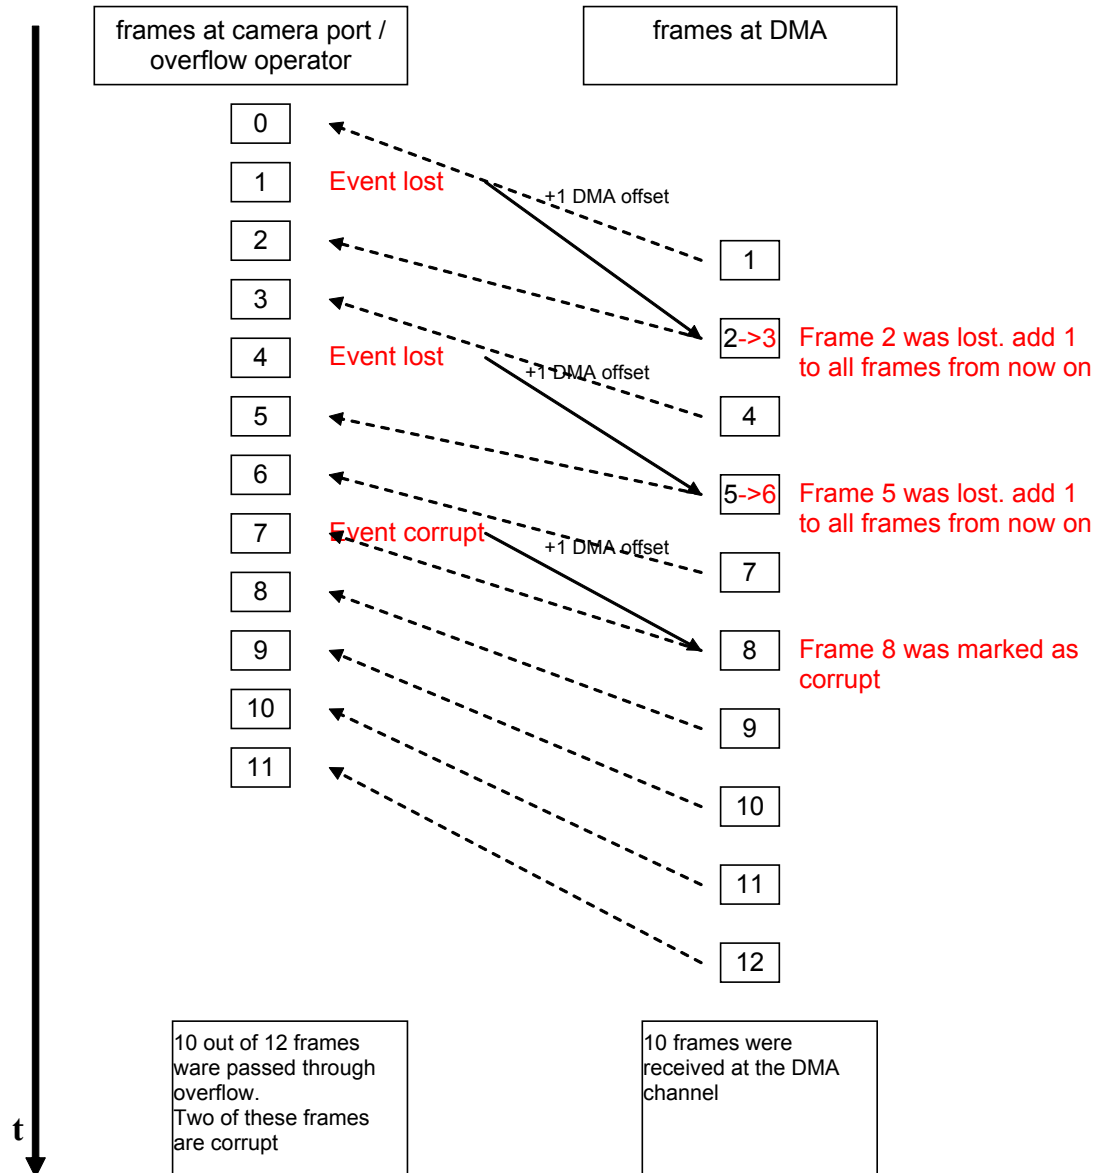 frames at camera port /
overflow operator
frames at DMA
0
1
Event lost
+1 DMA offset
2
1
3
2->3
Frame 2 was lost. add 1
to all frames from now on
4
Event lost
+1 DMA offset
5
4
6
5->6
Frame 5 was lost. add 1
to all frames from now on
7
Event corrupt
+1 DMA offset
7
8
9
8
Frame 8 was marked as
corrupt
10
9
11
10
11
12
10 out of 12 frames
ware passed through
overflow.
Two of these frames
are corrupt
10 frames were
received at the DMA
channel
t